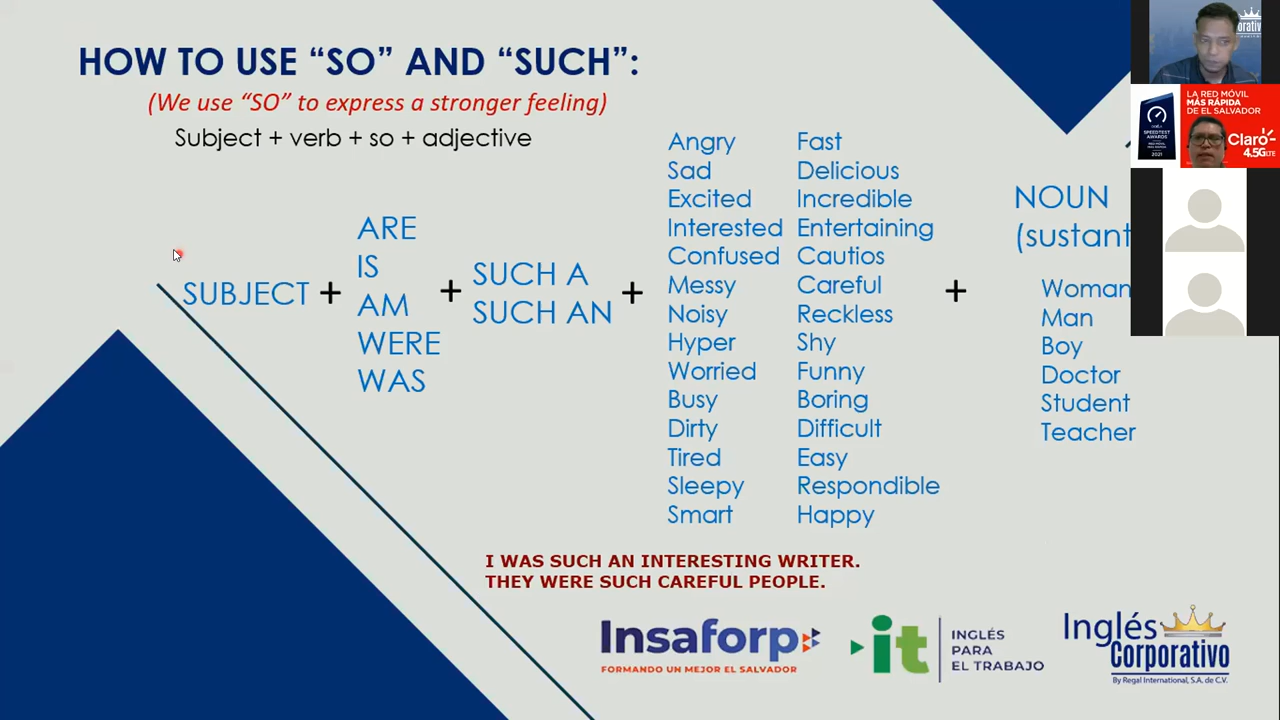 HOW TO USE “SO” AND “SUCH”:
(We use “SO” to express a stronger feeling)
Subject + verb + so + adjective
SUBJECT
+
ARE
IS
AM
WERE
WAS
+
SUCH A
SUCH AN
+
Angry
Sad
Excited
Interested
Confused
Messy
Noisy
Hyper
Worried
Busy
Dirty
Tired
Sleepy
Smart
Fast
Delicious
Incredible
Entertaining
Cautios
Careful
Reckless
Shy
Funny
Boring
Difficult
Easy
Respondible
Happy
+
NOUN
(sustant
Woman
Man
Boy
Doctor
Student
Teacher
I WAS SUCH AN INTERESTING WRITER.
THEY WERE SUCH CAREFUL PEOPLE.
Insaforp
FORMANDO UN MEJOR EL SALVADOR
it
INGLÉS
PARA
EL TRABAJO
Inglés
Corporativo
By Regal International, S.A. de C.V.
LA RED MÓVIL
MÁS RÁPIDA
DE EL SALVADOR
SPEEDTEST
AWARDS
2021
Claro
4.5G LTE